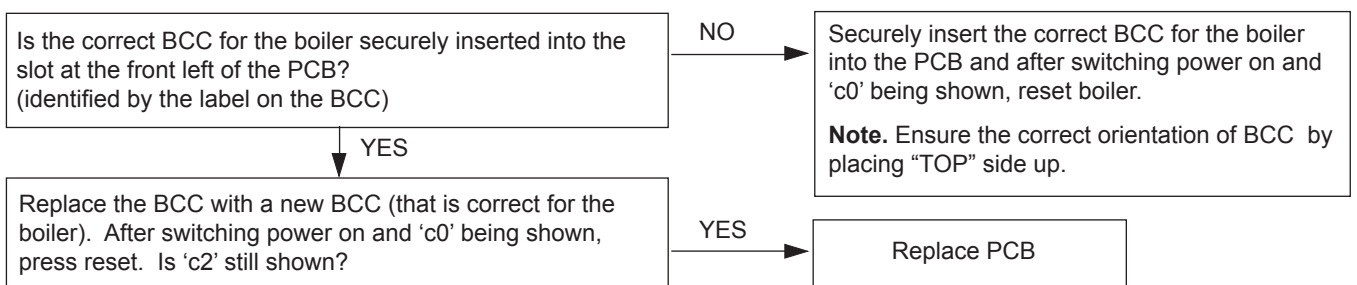 Is the correct BCC for the boiler securely inserted into the
slot at the front left of the PCB?
(identified by the label on the BCC)
NO
Securely insert the correct BCC for the boiler
into the PCB and after switching power on and
‘c0’ being shown, reset boiler.
Note. Ensure the correct orientation of BCC by
placing “TOP” side up.
YES
Replace the BCC with a new BCC (that is correct for the
boiler). After switching power on and ‘c0’ being shown,
press reset. Is ‘c2’ still shown?
YES
Replace PCB